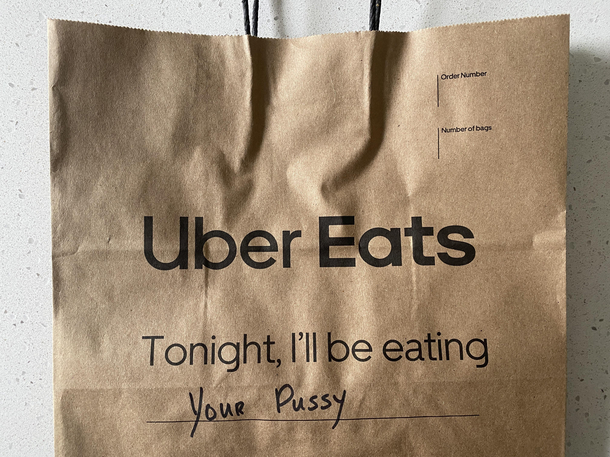 Order Number
Number of bags
Uber Eats
Tonight, I'll be eating
Your Pussy